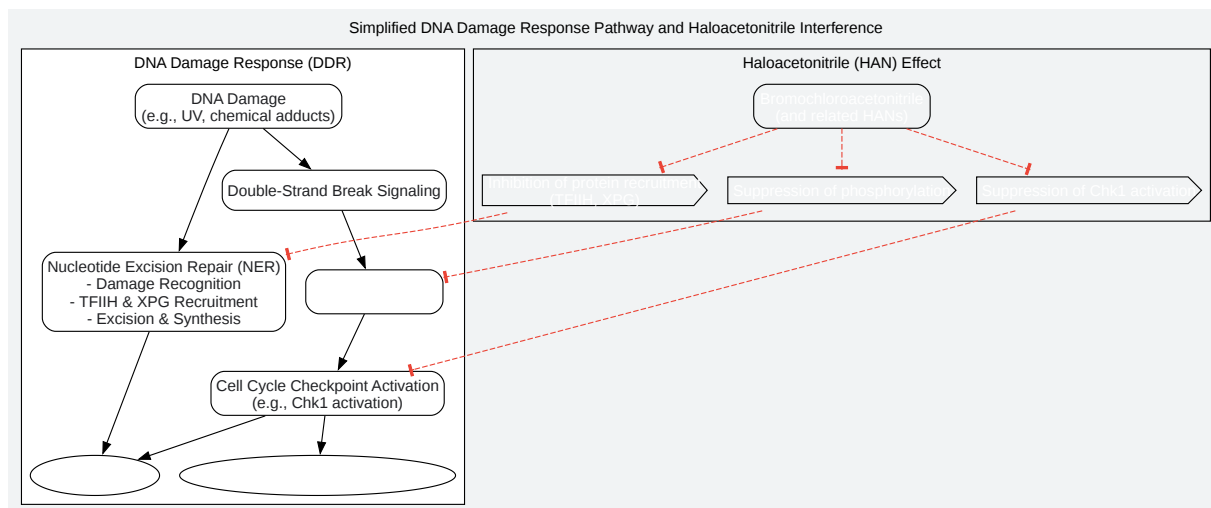 Simplified DNA Damage Response Pathway and Haloacetonitrile Interference
DNA Damage Response (DDR)
DNA Damage
(e.g., UV, chemical adducts)
Double-Strand Break Signaling
Nucleotide Excision Repair (NER)
- Damage Recognition
- TFIIH & XPG Recruitment
- Excision & Synthesis
Cell Cycle Checkpoint Activation
(e.g., Chk1 activation)
Haloacetonitrile (HAN) Effect
Bromochloroacetonitrile
(and related HANs)
Inhibition of protein recruitment
(TFIIH, XPG)
Suppression of phosphorylation
Suppression of Chk1 activation